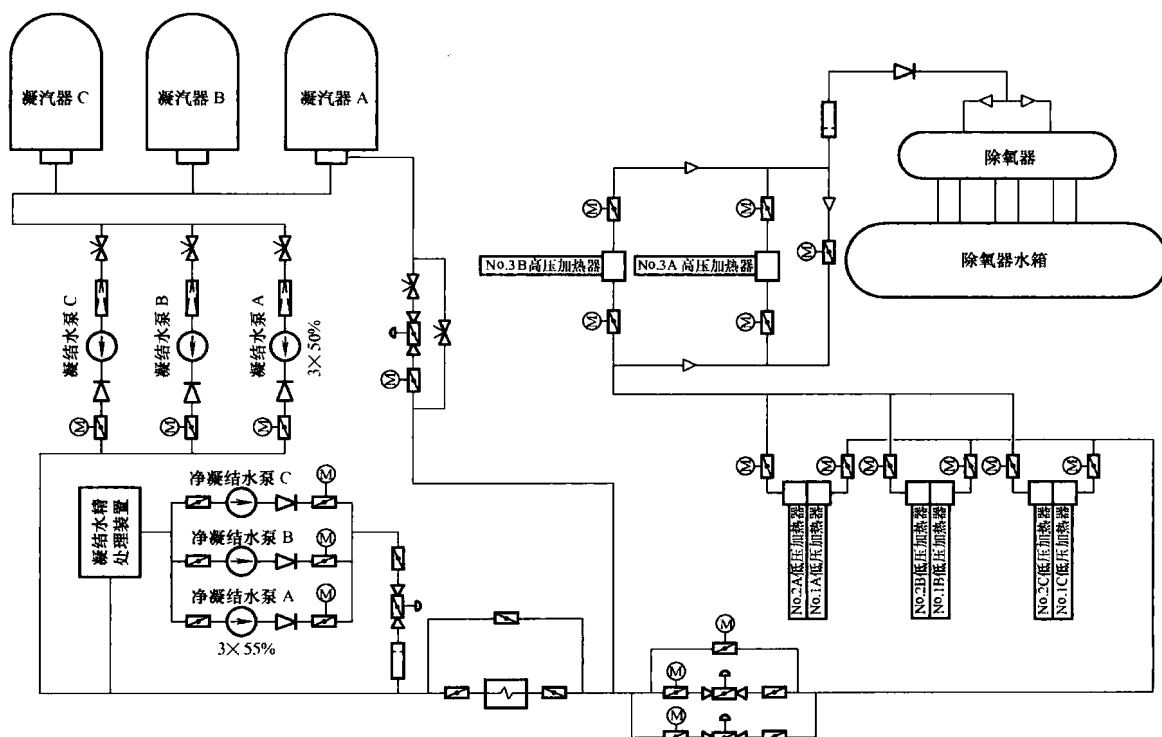 凝汽器 C
凝汽器 B
凝汽器 A
除氧器
除氧器水箱
M
M
M
No.3B高压加热器
No.3A 高压加热器
M
M
凝结水泵 C
凝结水泵 B
凝结水泵 A
3×50%
M
M
M
M
M
M
M
M
M
M
No.2A低压加热器
No.1A低压加热器
No.2B低压加热器
No.1B低压加热器
No.2C低压加热器
No.1C低压加热器
凝结水精
处理装置
净凝结水泵 C
M
净凝结水泵 B
M
净凝结水泵 A
M
3×55%
M
M
M